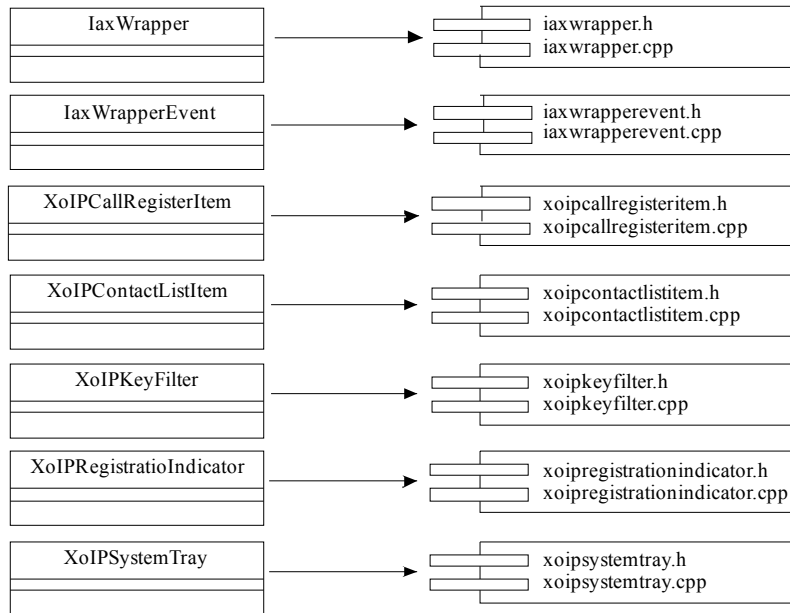 IaxWrapper
iaxwrapper.h
iaxwrapper.cpp
IaxWrapperEvent
iaxwrapperevent.h
iaxwrapperevent.cpp
XoIPCallRegisterItem
xoipcallregisteritem.h
xoipcallregisteritem.cpp
XoIPContactListItem
xoipcontactlistitem.h
xoipcontactlistitem.cpp
XoIPKeyFilter
xoipkeyfilter.h
xoipkeyfilter.cpp
XoIPRegistratioIndicator
xoipregistrationindicator.h
xoipregistrationindicator.cpp
XoIPSystemTray
xoipsystemtray.h
xoipsystemtray.cpp